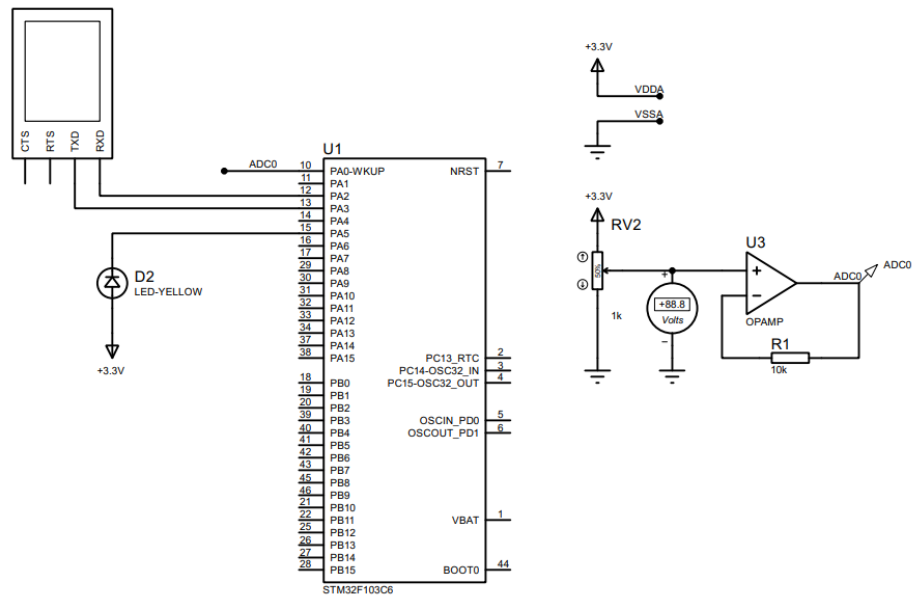 CTS
RTS
TXD
RXD
U1
ADC0
10 PA0-WKUP
11 PA1
12 PA2
13 PA3
14 PA4
15 PA5
16 PA6
17 PA7
29 PA8
30 PA9
31 PA10
32 PA11
33 PA12
34 PA13
37 PA14
38 PA15
18 PB0
19 PB1
20 PB2
39 PB3
40 PB4
41 PB5
42 PB6
43 PB7
45 PB8
46 PB9
21 PB10
22 PB11
25 PB12
26 PB13
27 PB14
28 PB15
NRST 7
PC13_RTC 2
PC14-OSC32_IN 3
PC15-OSC32_OUT 4
OSCIN_PD0 5
OSCOUT_PD1 6
VBAT 1
BOOT0 44
STM32F103C6
D2
LED-YELLOW
+3.3V
+3.3V
VDDA
VSSA
+3.3V
RV2
50%
1k
+
+88.8
Volts
−
U3
+
−
OPAMP
ADC0
ADC0
R1
10k